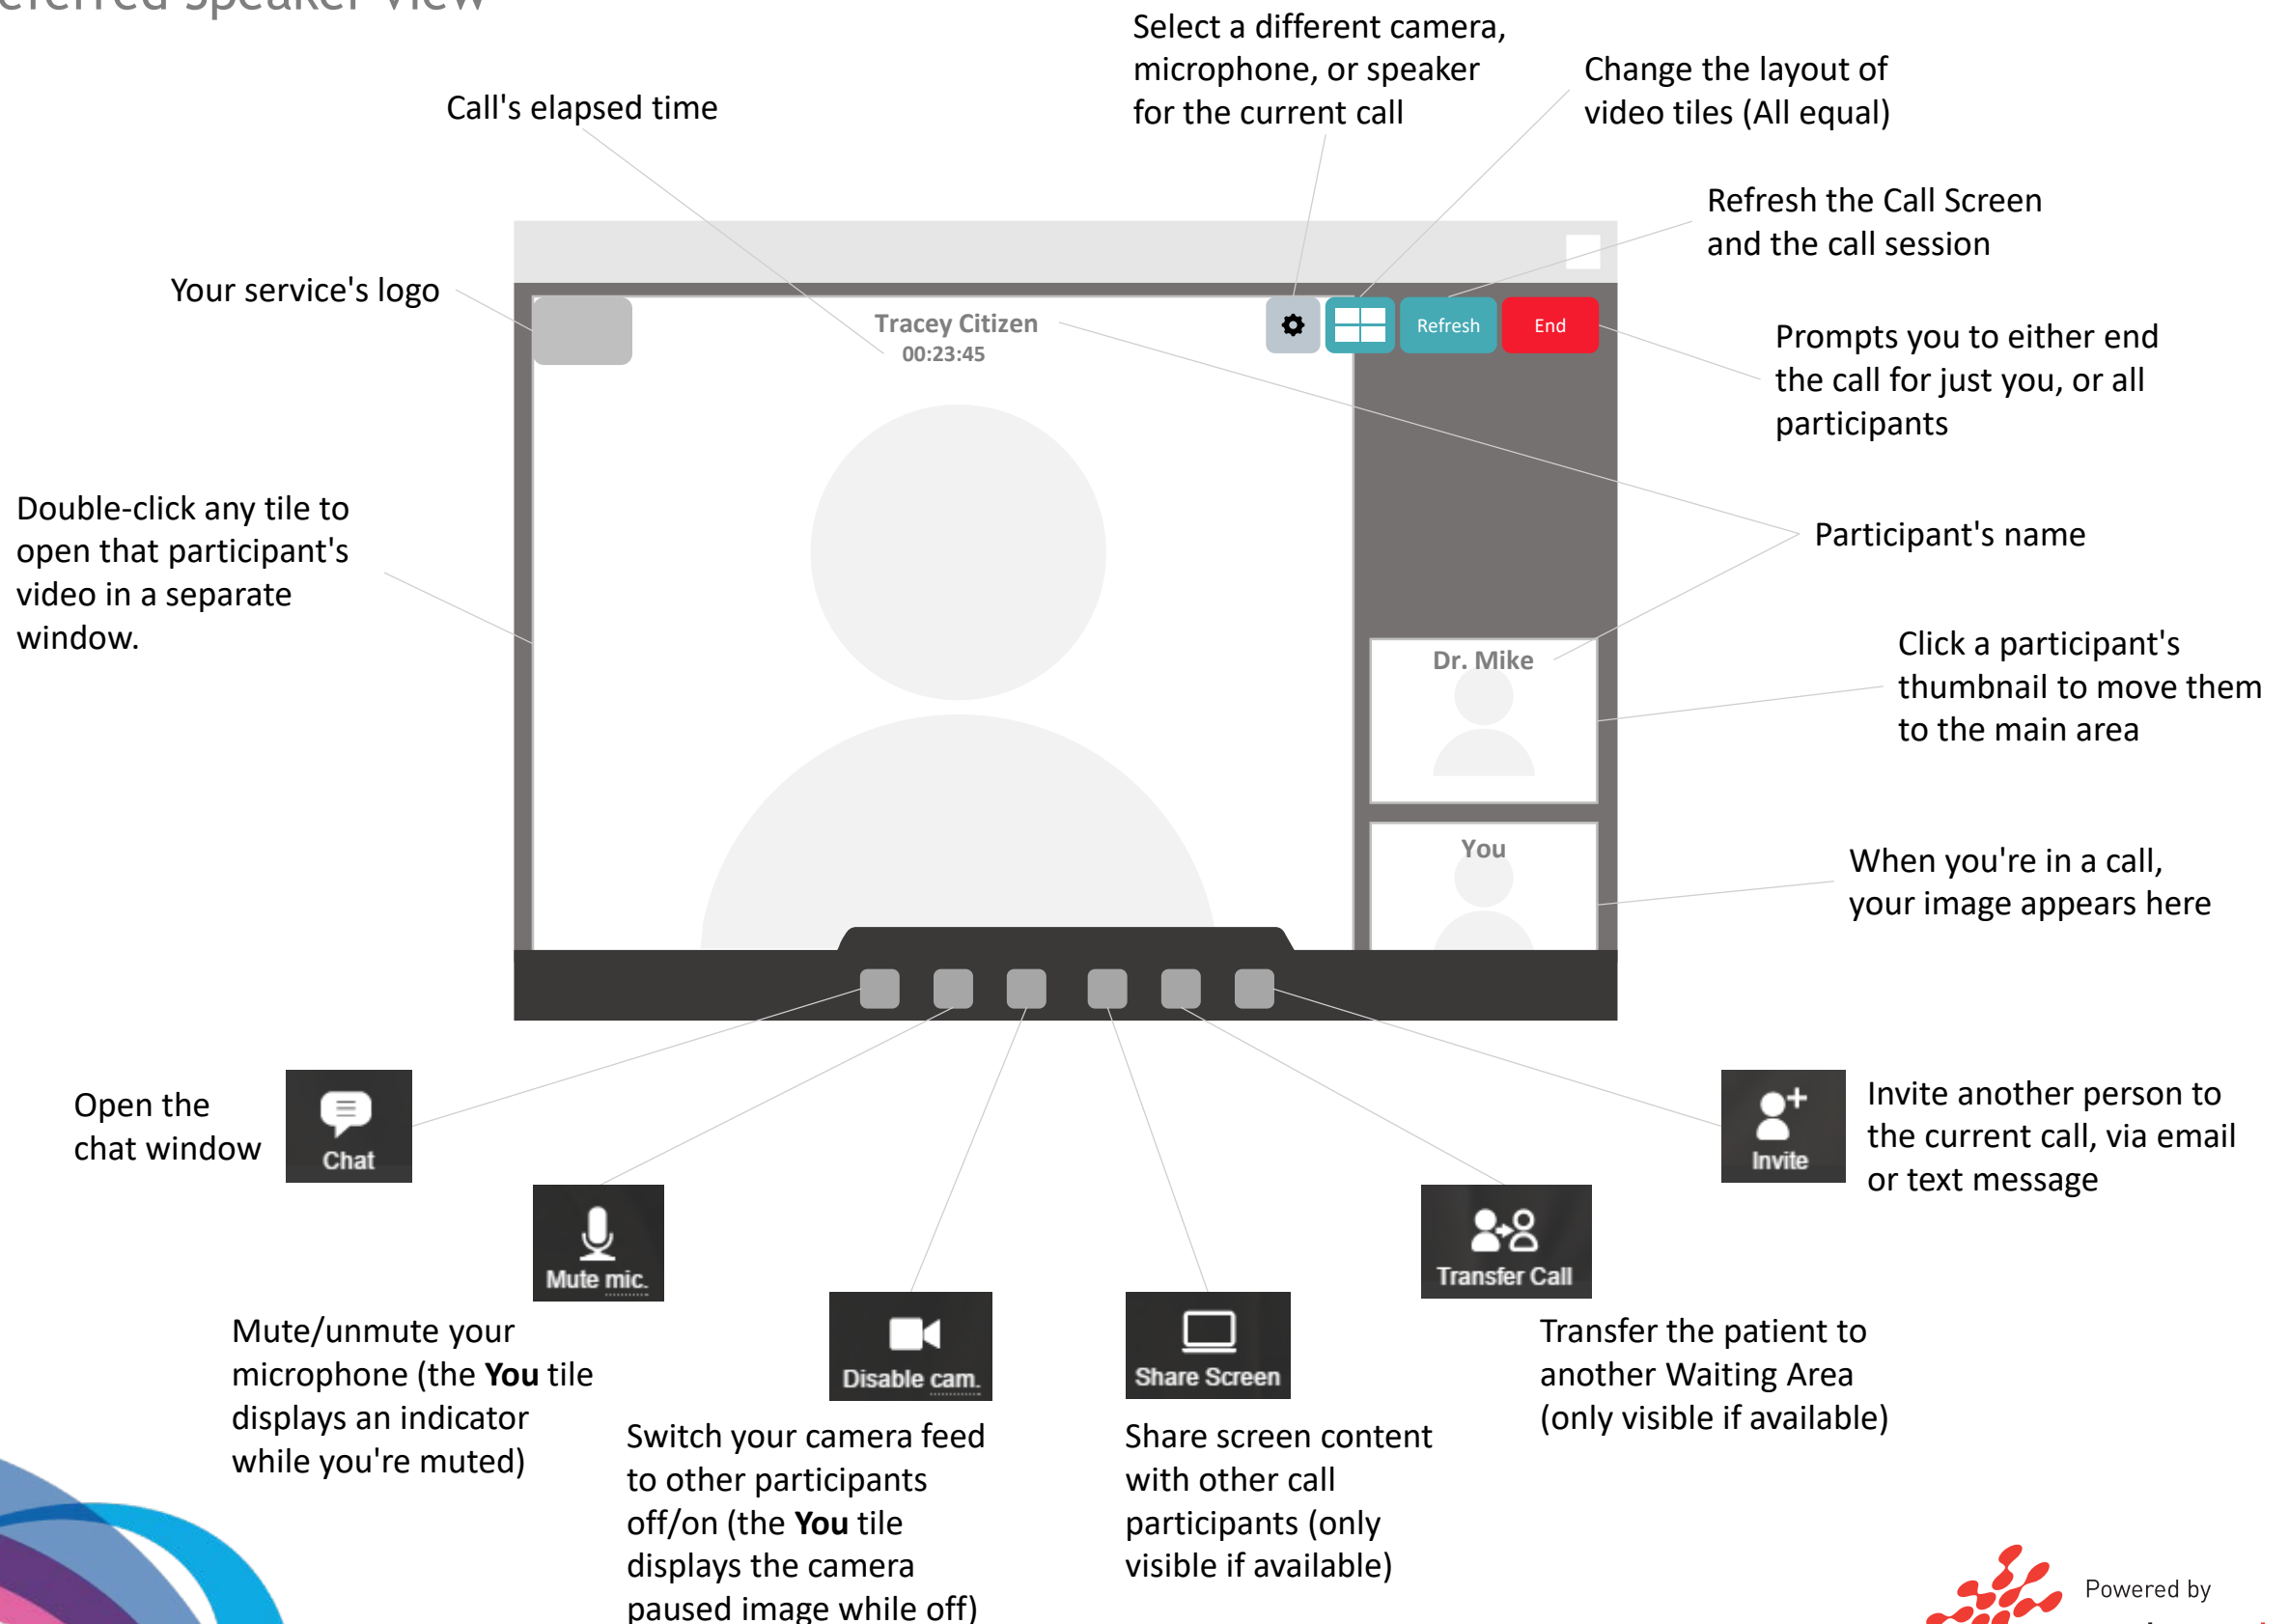 Speaker view
Select a different camera,
microphone, or speaker
for the current call
Change the layout of
video tiles (All equal)
Call's elapsed time
Refresh the Call Screen
and the call session
Your service's logo
Tracey Citizen
00:23:45
Refresh
End
Prompts you to either end
the call for just you, or all
participants
Double-click any tile to
open that participant's
video in a separate
window.
Participant's name
Dr. Mike
Click a participant's
thumbnail to move them
to the main area
You
When you're in a call,
your image appears here
Open the
chat window
Chat
Invite
Invite another person to
the current call, via email
or text message
Mute mic.
Mute/unmute your
microphone (the You tile
displays an indicator
while you're muted)
Disable cam.
Switch your camera feed
to other participants
off/on (the You tile
displays the camera
paused image while off)
Share Screen
Share screen content
with other call
participants (only
visible if available)
Transfer Call
Transfer the patient to
another Waiting Area
(only visible if available)
Powered by